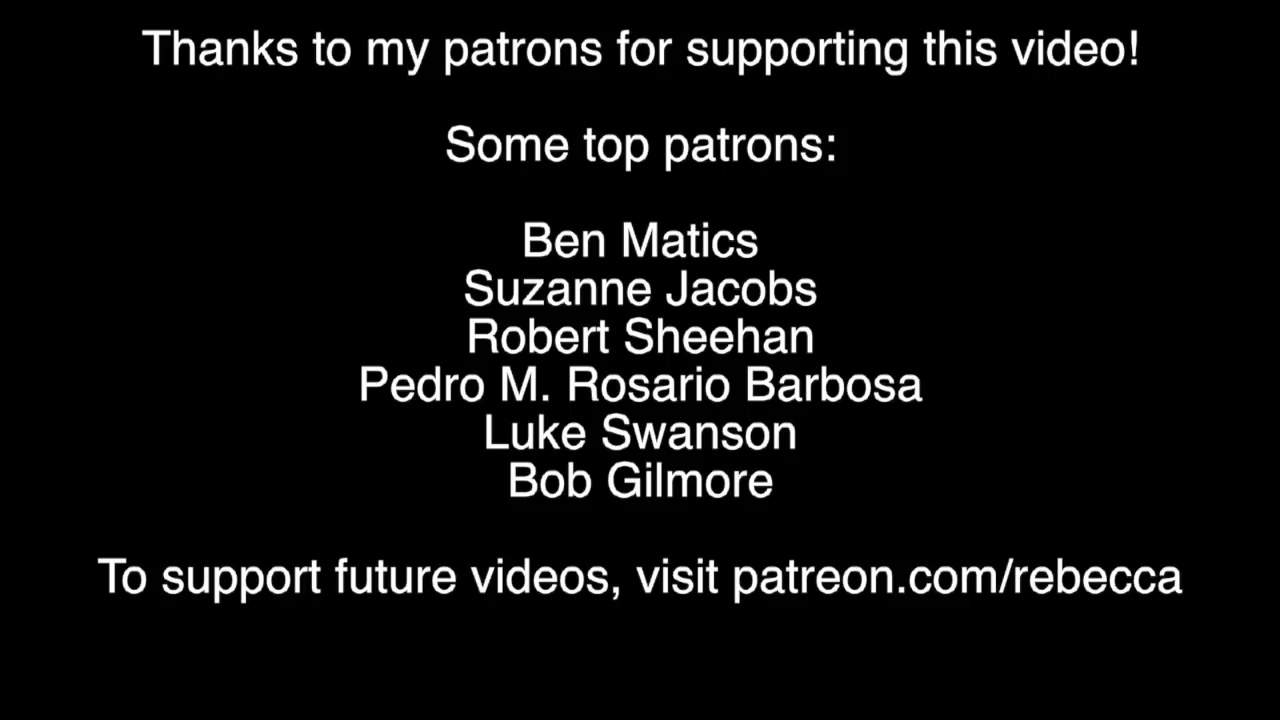 Thanks to my patrons for supporting this video!
Some top patrons:
Ben Matics
Suzanne Jacobs
Robert Sheehan
Pedro M. Rosario Barbosa
Luke Swanson
Bob Gilmore
To support future videos, visit patreon.com/rebecca